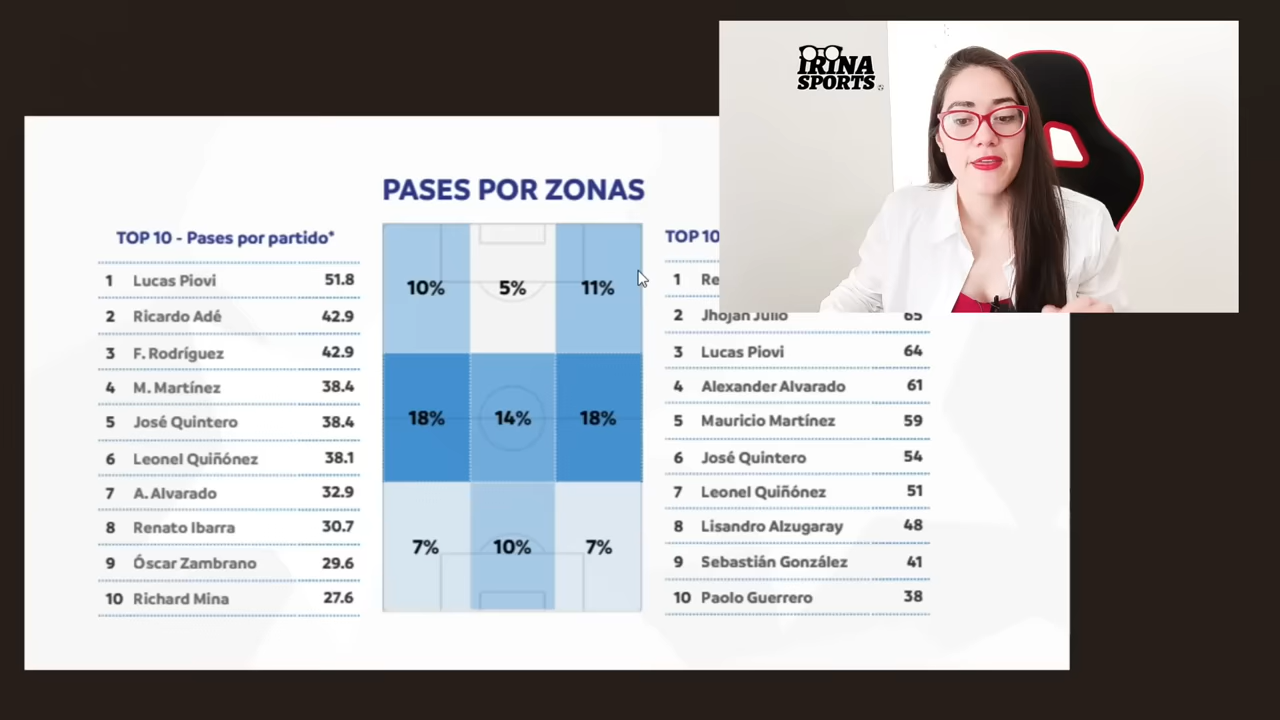 IRINA
SPORTS
PASES POR ZONAS
TOP 10 - Pases por partido*
1 Lucas Piovi 51.8
2 Ricardo Adé 42.9
3 F. Rodríguez 42.9
4 M. Martínez 38.4
5 José Quintero 38.4
6 Leonel Quiñónez 38.1
7 A. Alvarado 32.9
8 Renato Ibarra 30.7
9 Óscar Zambrano 29.6
10 Richard Mina 27.6
10% 5% 11%
18% 14% 18%
7% 10% 7%
TOP 10
1 Re
2 Jhojan Julio 65
3 Lucas Piovi 64
4 Alexander Alvarado 61
5 Mauricio Martínez 59
6 José Quintero 54
7 Leonel Quiñónez 51
8 Lisandro Alzugaray 48
9 Sebastián González 41
10 Paolo Guerrero 38